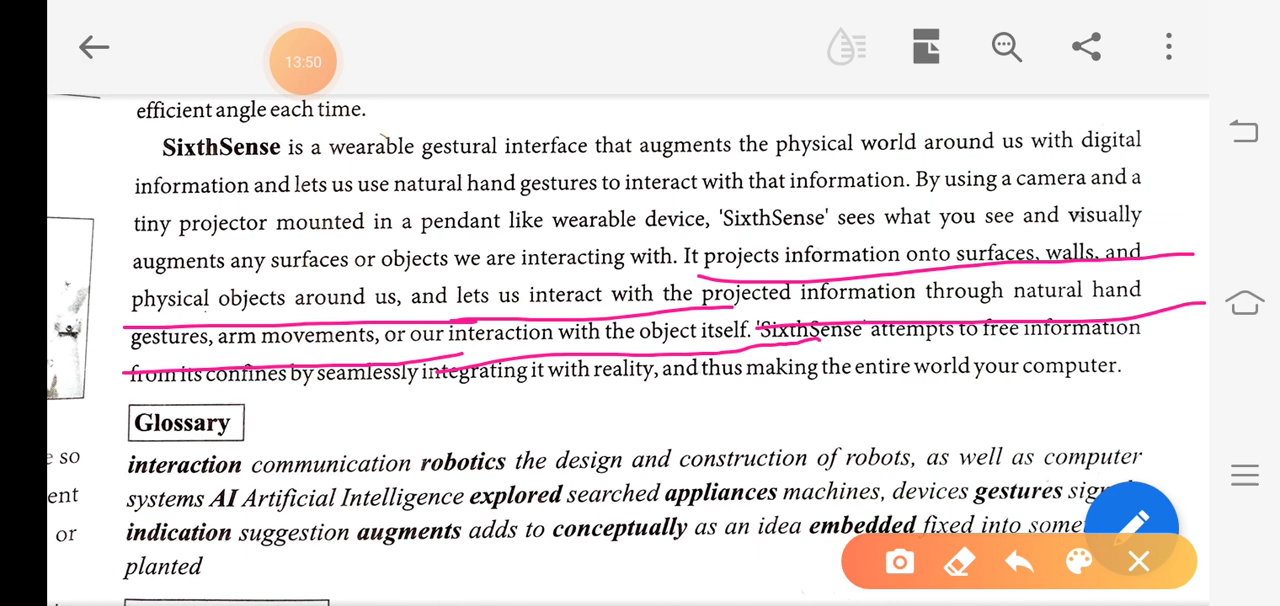 13:50
efficient angle each time.
SixthSense is a wearable gestural interface that augments the physical world around us with digital
information and lets us use natural hand gestures to interact with that information. By using a camera and a
tiny projector mounted in a pendant like wearable device, 'SixthSense' sees what you see and visually
augments any surfaces or objects we are interacting with. It projects information onto surfaces, walls, and
physical objects around us, and lets us interact with the projected information through natural hand
gestures, arm movements, or our interaction with the object itself. 'SixthSense' attempts to free information
from its confines by seamlessly integrating it with reality, and thus making the entire world your computer.
Glossary
so
interaction communication robotics the design and construction of robots, as well as computer
ent
systems AI Artificial Intelligence explored searched appliances machines, devices gestures
or
indication suggestion augments adds to conceptually as an idea embedded fixed into
planted